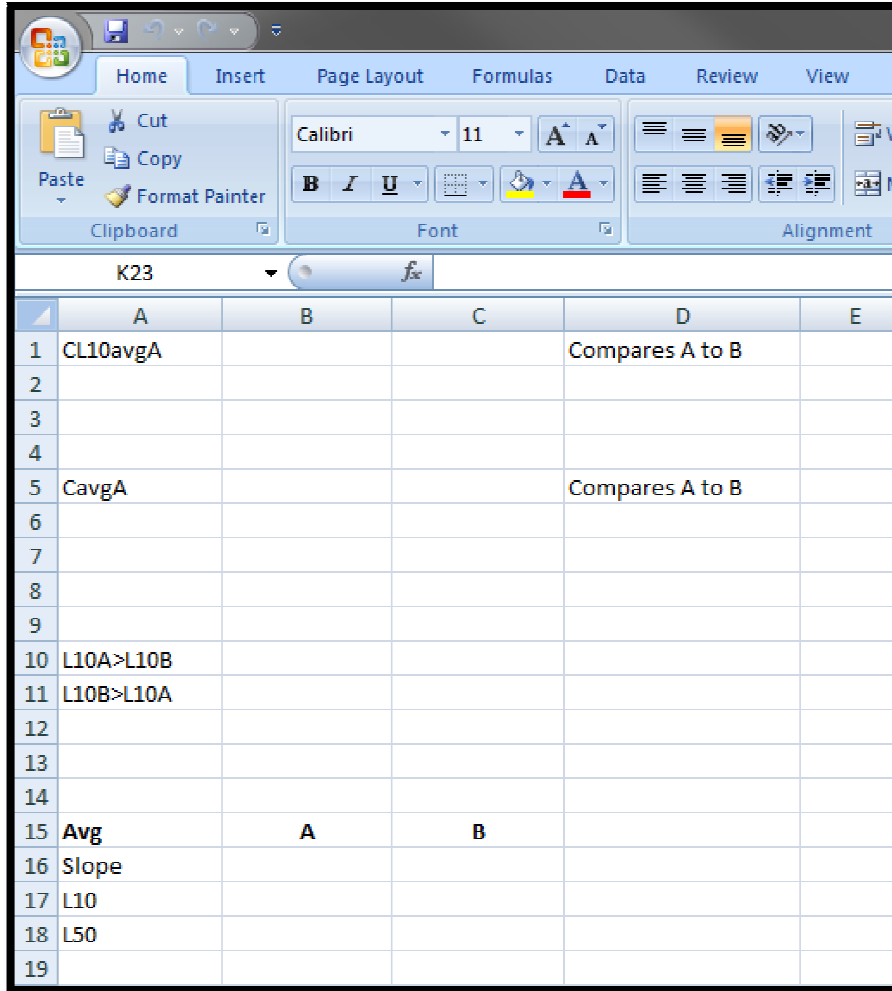 Home Insert Page Layout Formulas Data Review View
Paste
Cut
Copy
Format Painter
Clipboard
Calibri 11 A A
B I U A
Font
Alignment
K23 fx
A B C D E
1 CL10avgA Compares A to B
2
3
4
5 CavgA Compares A to B
6
7
8
9
10 L10A>L10B
11 L10B>L10A
12
13
14
15 Avg A B
16 Slope
17 L10
18 L50
19